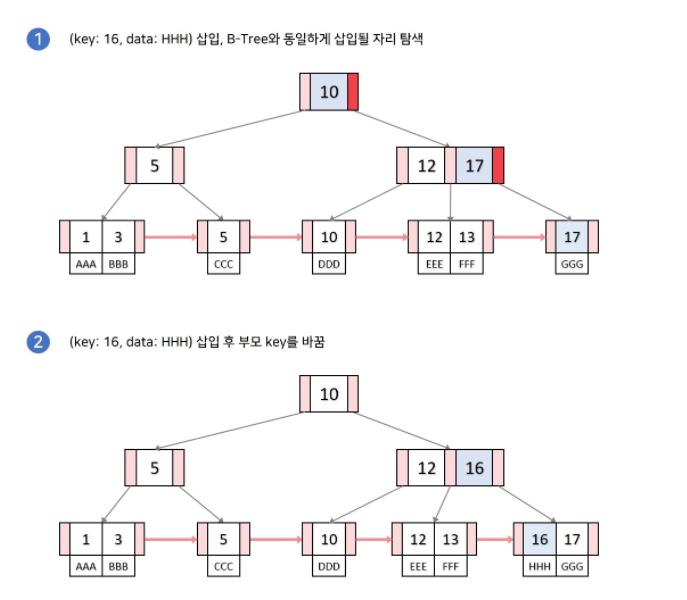 1 (key: 16, data: HHH) 삽입, B-Tree와 동일하게 삽입될 자리 탐색
10
5 12 17
1 3 5 10 12 13 17
AAA BBB CCC DDD EEE FFF GGG
2 (key: 16, data: HHH) 삽입 후 부모 key를 바꿈
10
5 12 16
1 3 5 10 12 13 16 17
AAA BBB CCC DDD EEE FFF HHH GGG